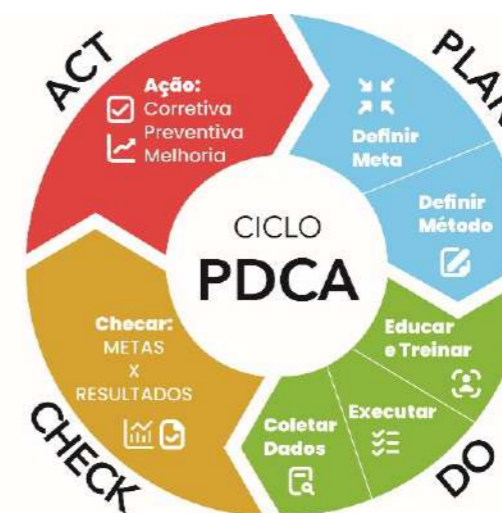 ACT
Ação:
Corretiva
Preventiva
Melhoria
PLAN
Definir
Meta
Definir
Método
CICLO
PDCA
Educar
e Treinar
Executar
Coletar
Dados
DO
Checar:
METAS
X
RESULTADOS
CHECK